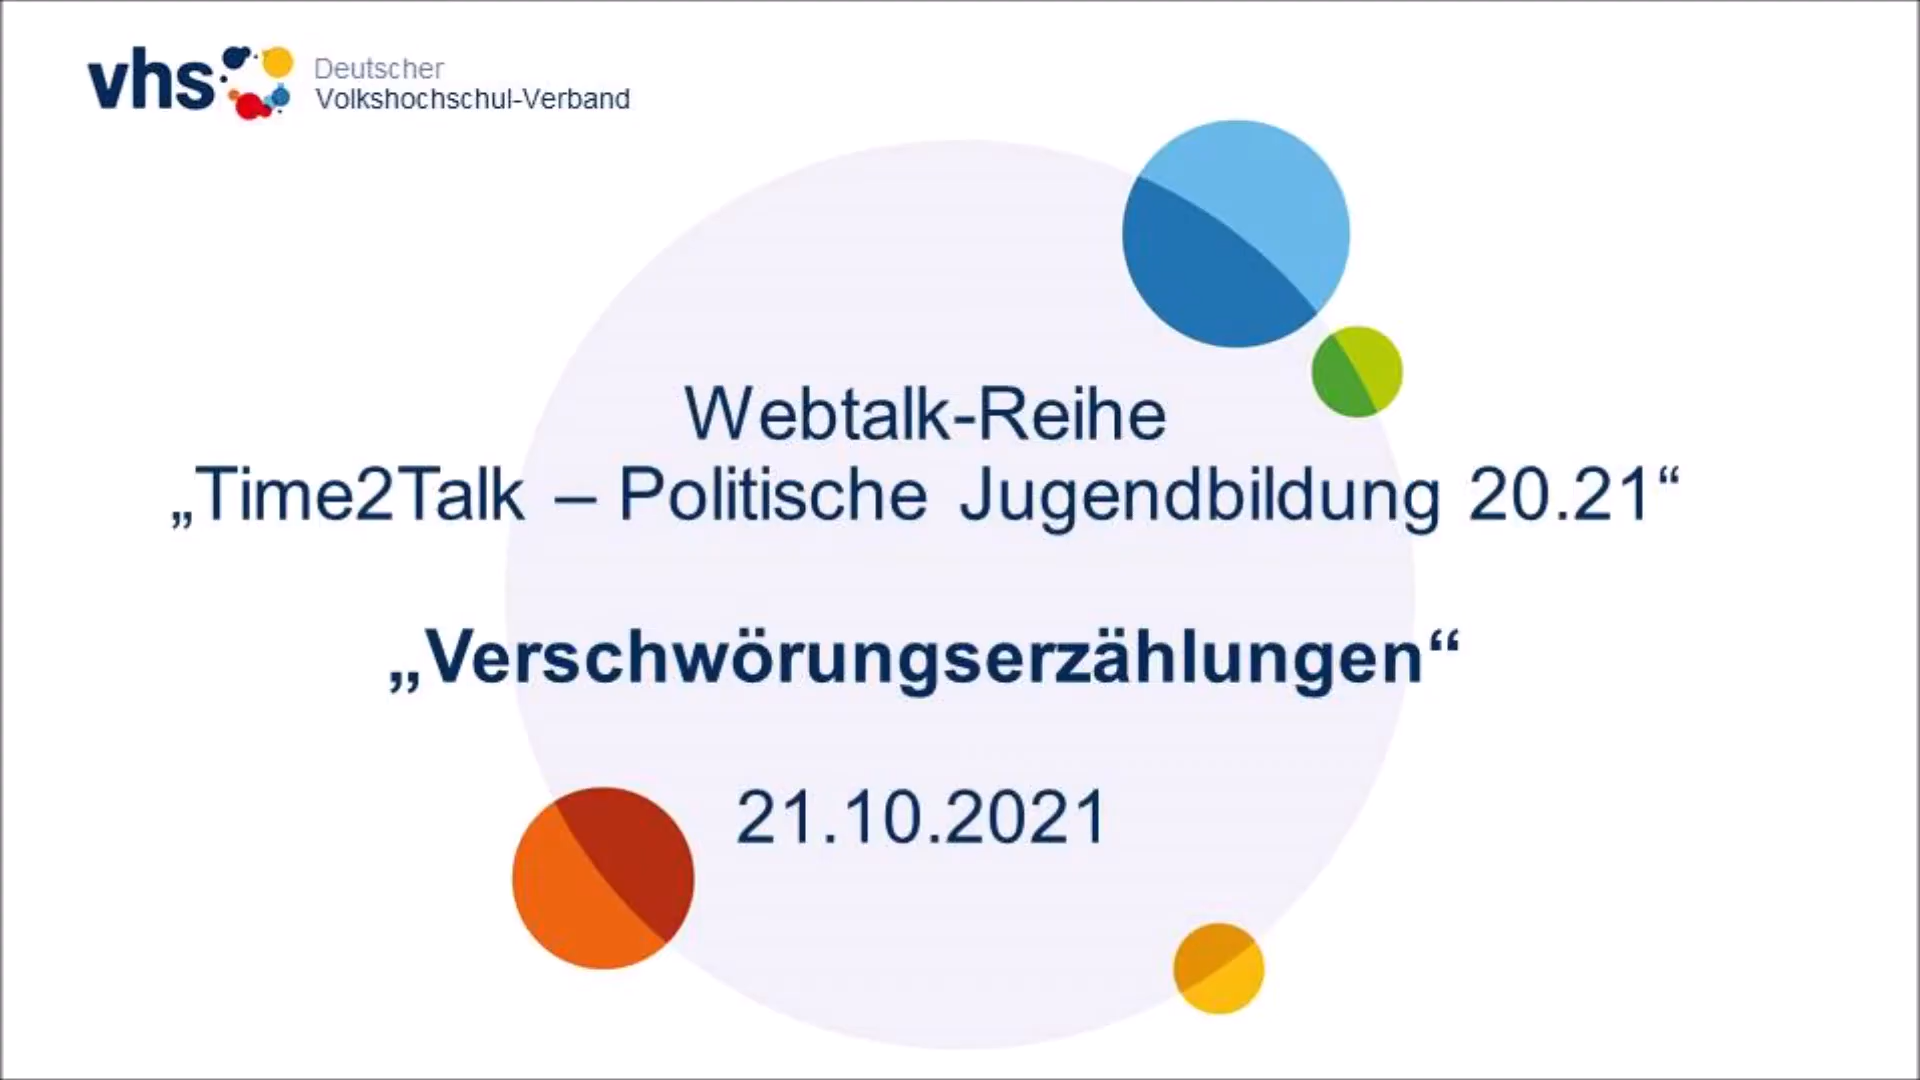 vhs
Deutscher
Volkshochschul-Verband
Webtalk-Reihe
„Time2Talk – Politische Jugendbildung 20.21“
„Verschwörungserzählungen“
21.10.2021